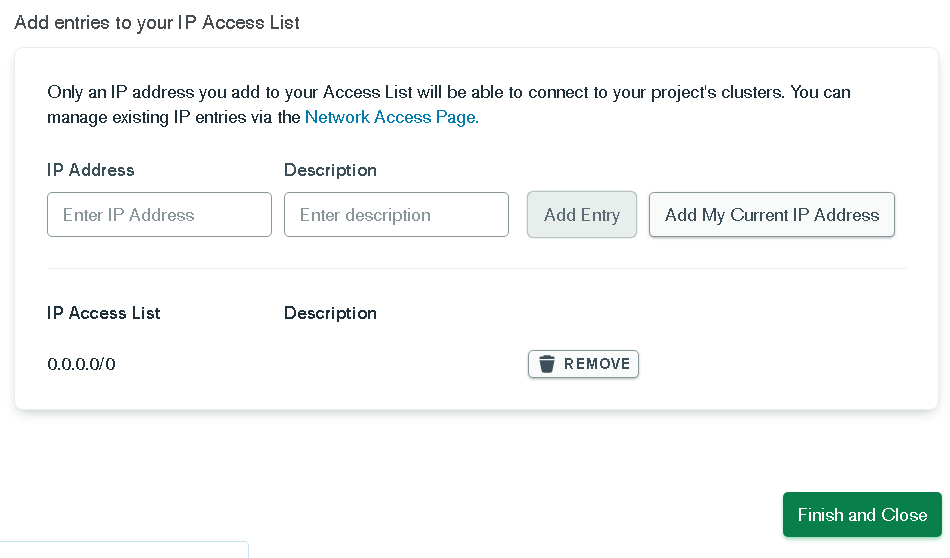 Add entries to your IP Access List
Only an IP address you add to your Access List will be able to connect to your project's clusters. You can
manage existing IP entries via the Network Access Page.
IP Address Description
Enter IP Address Enter description Add Entry Add My Current IP Address
IP Access List Description
0.0.0.0/0 REMOVE
Finish and Close